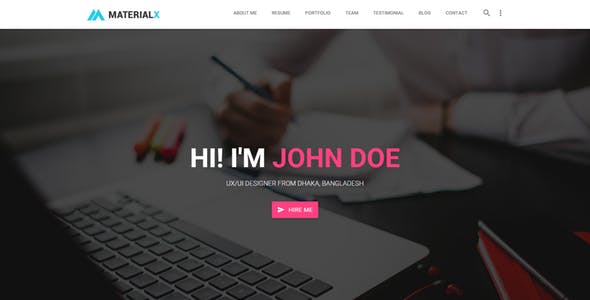 MATERIALX
ABOUT ME
RESUME
PORTFOLIO
TEAM
TESTIMONIAL
BLOG
CONTACT
HI! I'M JOHN DOE
UX/UI DESIGNER FROM DHAKA, BANGLADESH
HIRE ME